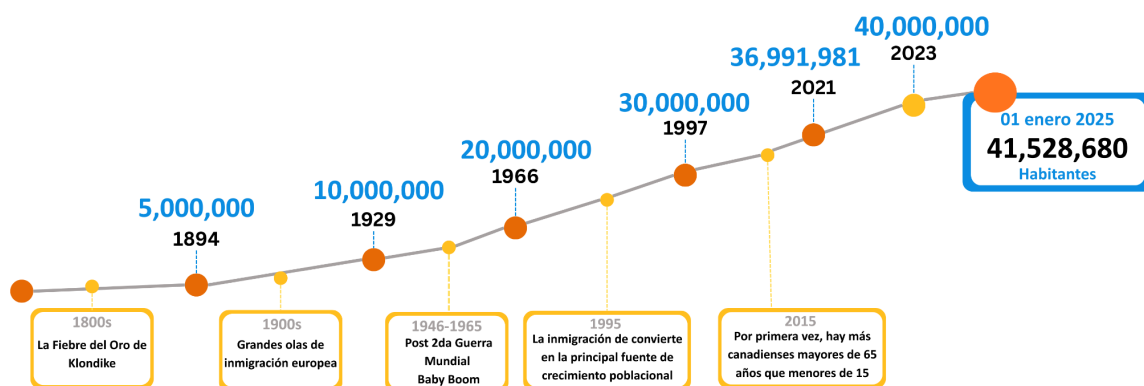 5,000,000
1894
10,000,000
1929
20,000,000
1966
30,000,000
1997
36,991,981
2021
40,000,000
2023
01 enero 2025
41,528,680
Habitantes
1800s
La Fiebre del Oro de
Klondike
1900s
Grandes olas de
inmigración europea
1946-1965
Post 2da Guerra
Mundial
Baby Boom
1995
La inmigración de convierte
en la principal fuente de
crecimiento poblacional
2015
Por primera vez, hay más
canadienses mayores de 65
años que menores de 15